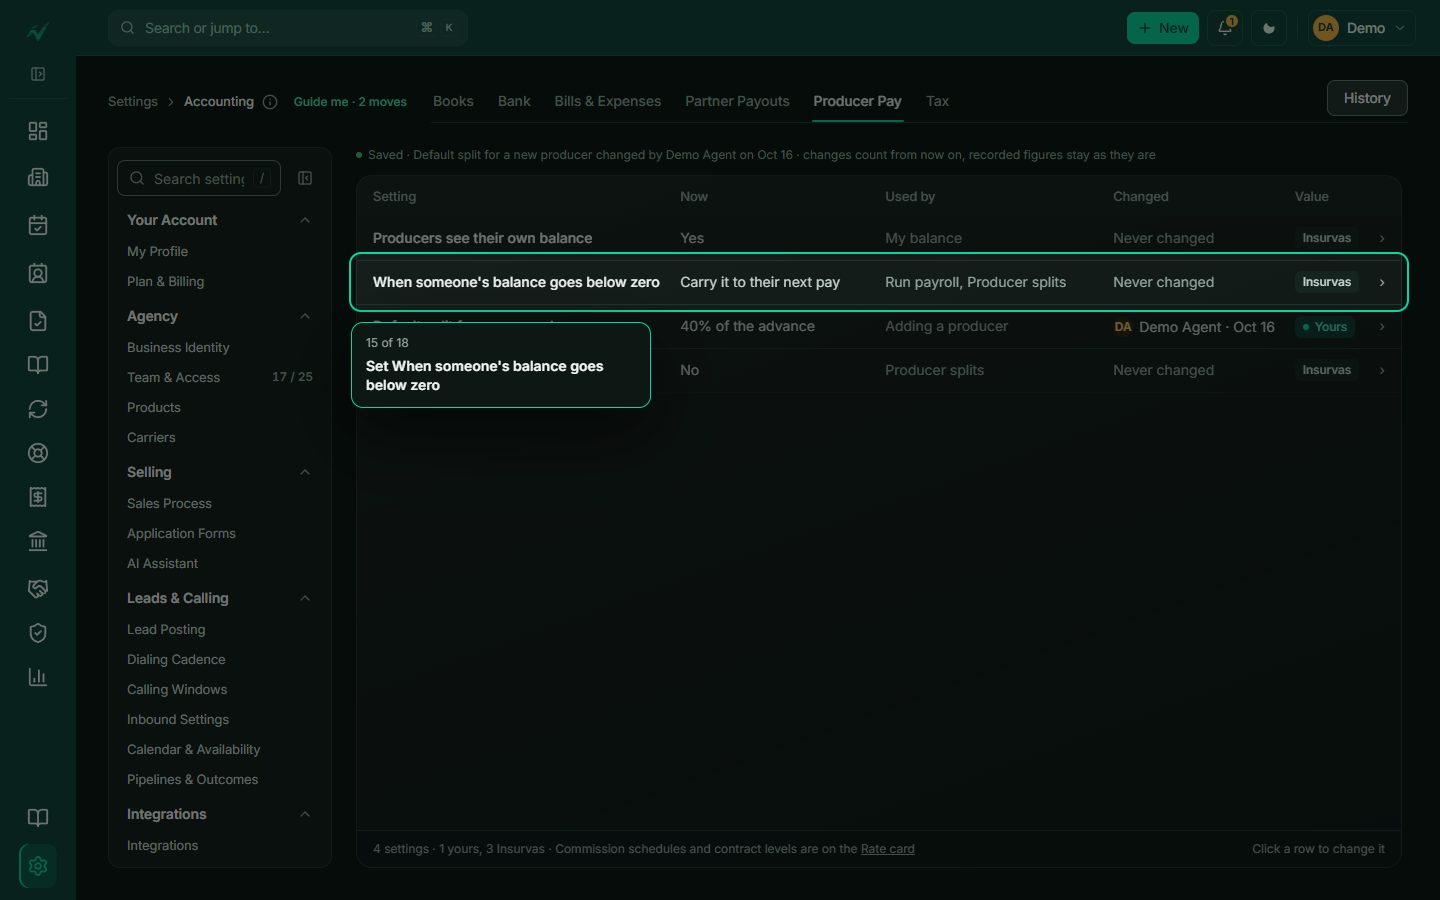 Search or jump to...
⌘ K
New
1
DA
Demo
Settings
Accounting
Guide me · 2 moves
Books
Bank
Bills & Expenses
Partner Payouts
Producer Pay
Tax
History
Search setting
/
Saved · Default split for a new producer changed by Demo Agent on Oct 16 · changes count from now on, recorded figures stay as they are
Your Account
My Profile
Plan & Billing
Agency
Business Identity
Team & Access 17 / 25
Products
Carriers
Selling
Sales Process
Application Forms
AI Assistant
Leads & Calling
Lead Posting
Dialing Cadence
Calling Windows
Inbound Settings
Calendar & Availability
Pipelines & Outcomes
Integrations
Integrations
Setting Now Used by Changed Value
Producers see their own balance Yes My balance Never changed Insurvas
When someone's balance goes below zero Carry it to their next pay Run payroll, Producer splits Never changed Insurvas
40% of the advance Adding a producer DA Demo Agent · Oct 16 Yours
No Producer splits Never changed Insurvas
15 of 18
Set When someone's balance goes
below zero
4 settings · 1 yours, 3 Insurvas · Commission schedules and contract levels are on the Rate card
Click a row to change it